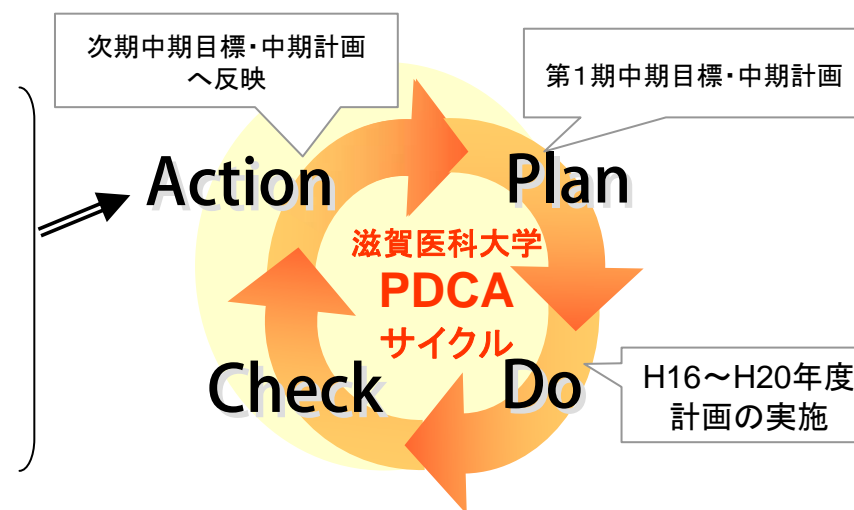 次期中期目標・中期計画
へ反映
第1期中期目標・中期計画
Action
Plan
滋賀医科大学
PDCA
サイクル
Check
Do
H16～H20年度
計画の実施